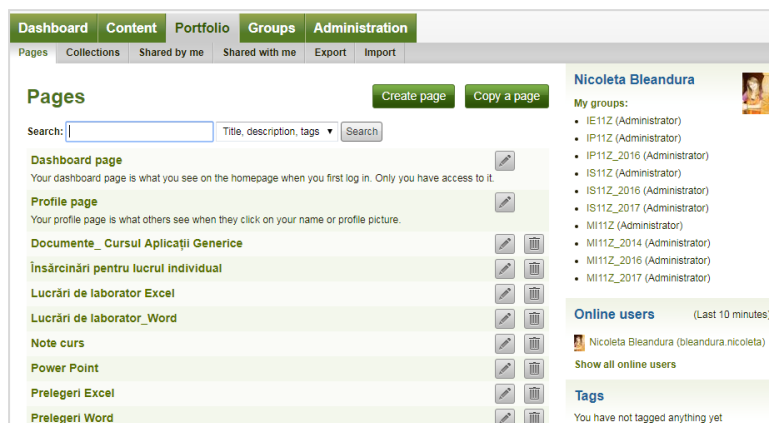 Dashboard Content Portfolio Groups Administration
Pages Collections Shared by me Shared with me Export Import
Pages
Create page Copy a page
Search: Title, description, tags Search
Dashboard page
Your dashboard page is what you see on the homepage when you first log in. Only you have access to it.
Profile page
Your profile page is what others see when they click on your name or profile picture.
Documente_ Cursul Aplicații Generice
Însărcinări pentru lucrul individual
Lucrări de laborator Excel
Lucrări de laborator_Word
Note curs
Power Point
Prelegeri Excel
Prelegeri Word
Nicoleta Bleandura
My groups:
IE11Z (Administrator)
IP11Z (Administrator)
IP11Z_2016 (Administrator)
IS11Z (Administrator)
IS11Z_2016 (Administrator)
IS11Z_2017 (Administrator)
MI11Z (Administrator)
MI11Z_2014 (Administrator)
MI11Z_2016 (Administrator)
MI11Z_2017 (Administrator)
Online users (Last 10 minutes)
Nicoleta Bleandura (bleandura.nicoleta)
Show all online users
Tags
You have not tagged anything yet